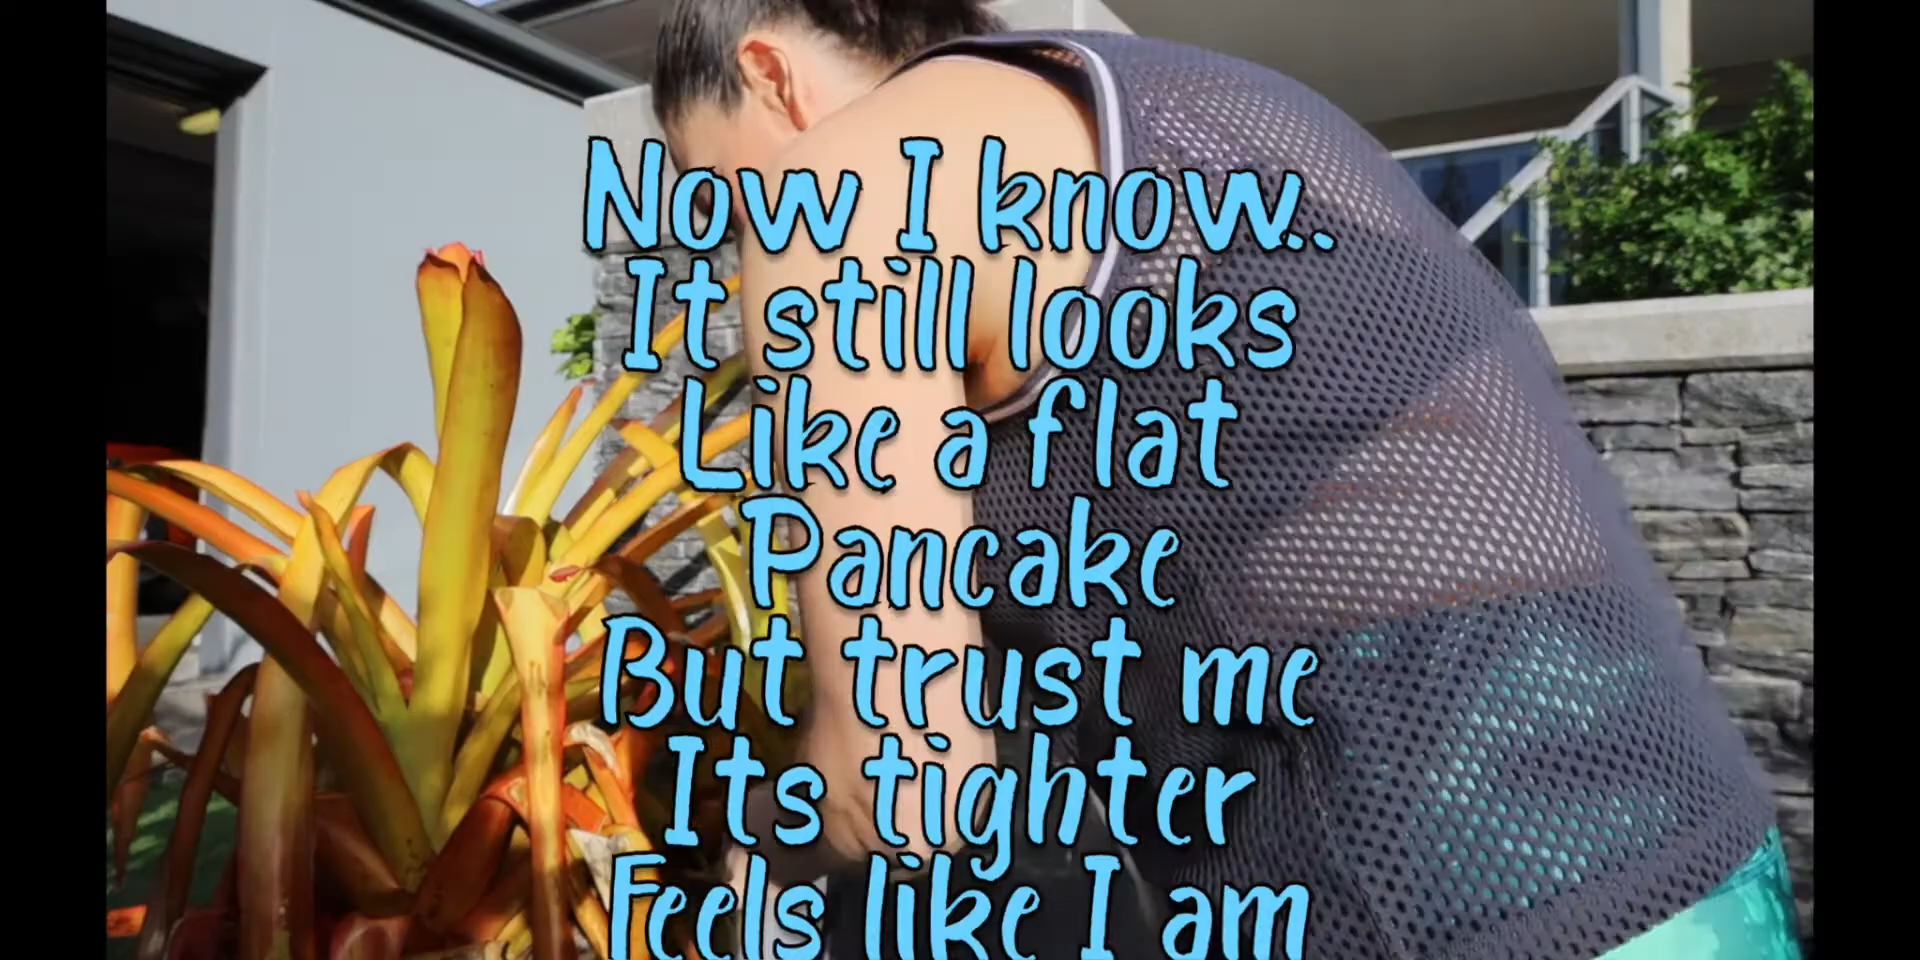 Now I know..
It still looks
Like a flat
Pancake
But trust me
Its tighter
Feels like I am